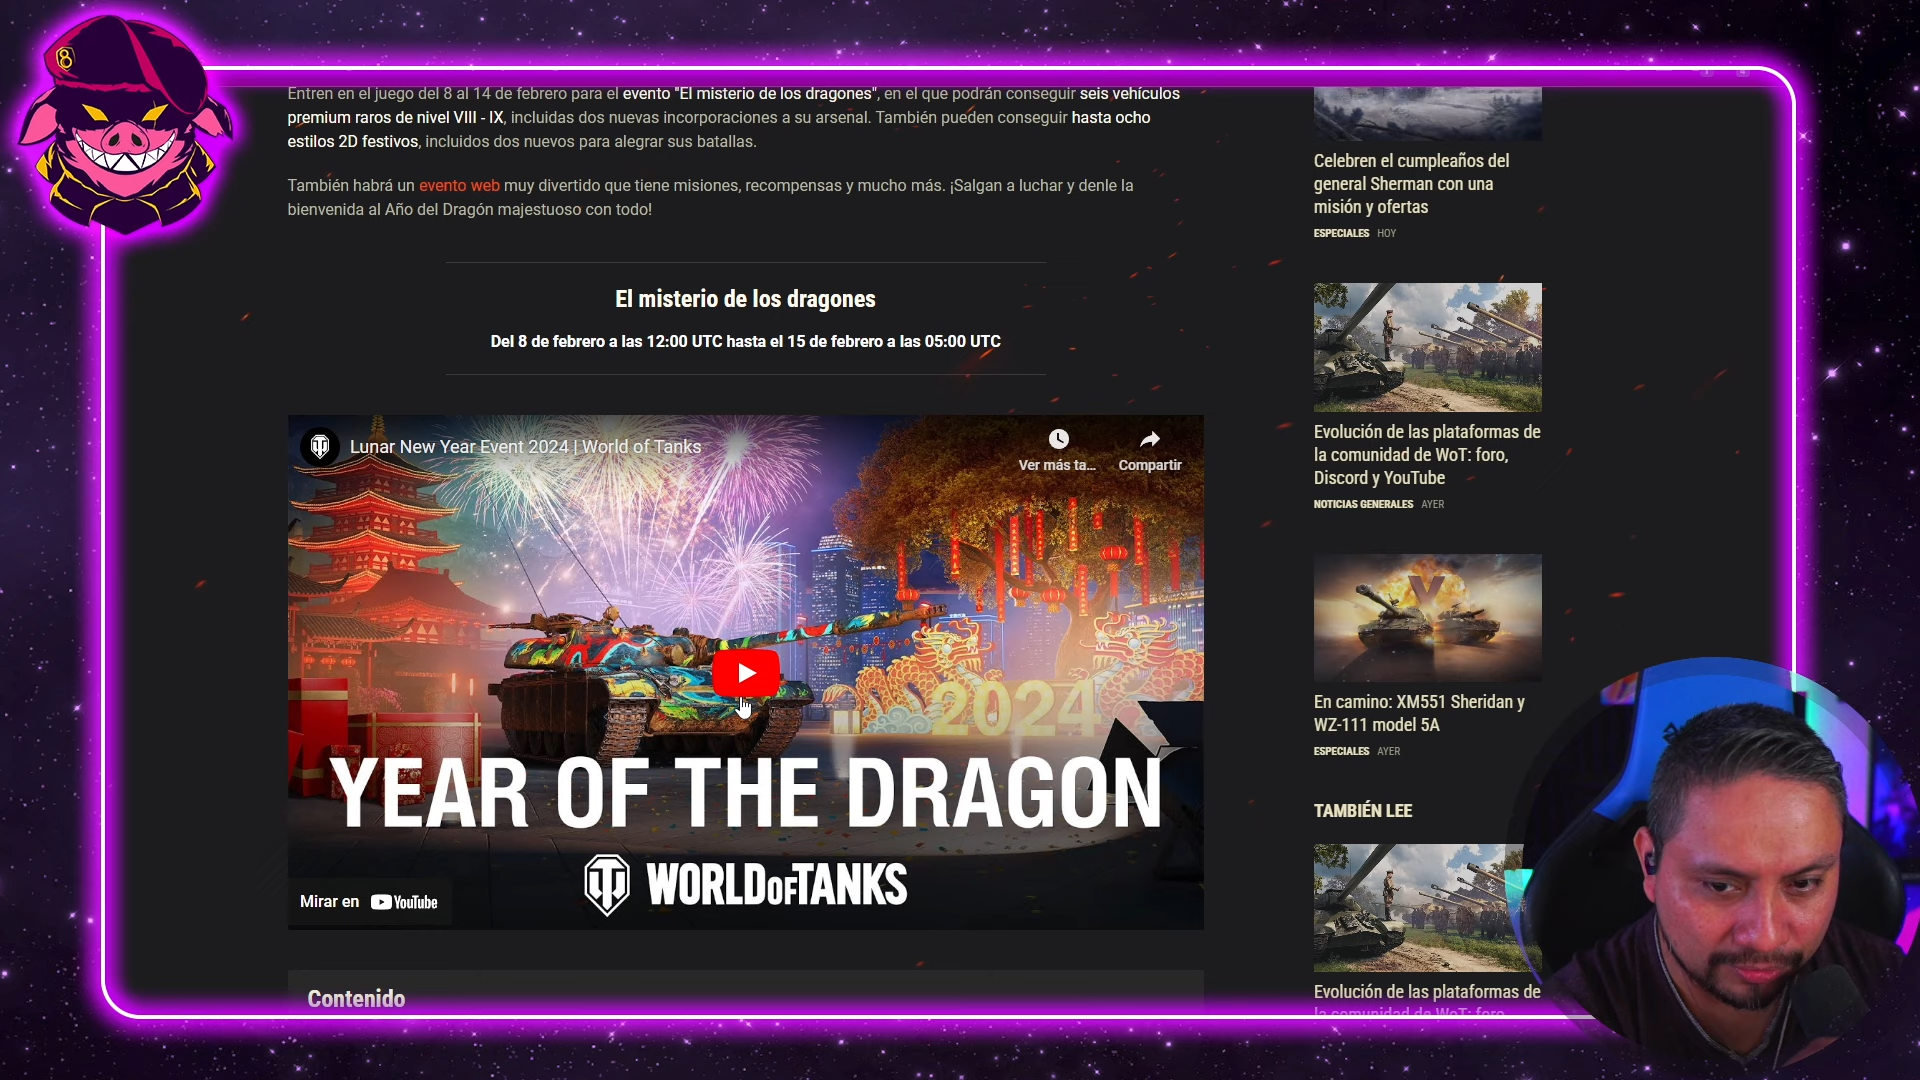 8
Entren en el juego del 8 al 14 de febrero para el evento "El misterio de los dragones", en el que podrán conseguir seis vehículos
premium raros de nivel VIII - IX, incluidas dos nuevas incorporaciones a su arsenal. También pueden conseguir hasta ocho
estilos 2D festivos, incluidos dos nuevos para alegrar sus batallas.
También habrá un evento web muy divertido que tiene misiones, recompensas y mucho más. ¡Salgan a luchar y denle la
bienvenida al Año del Dragón majestuoso con todo!
El misterio de los dragones
Del 8 de febrero a las 12:00 UTC hasta el 15 de febrero a las 05:00 UTC
Lunar New Year Event 2024 | World of Tanks
Ver más ta...
Compartir
2024
YEAR OF THE DRAGON
WORLD OF TANKS
Mirar en YouTube
Contenido
Celebren el cumpleaños del
general Sherman con una
misión y ofertas
ESPECIALES HOY
Evolución de las plataformas de
la comunidad de WoT: foro,
Discord y YouTube
NOTICIAS GENERALES AYER
V
En camino: XM551 Sheridan y
WZ-111 model 5A
ESPECIALES AYER
TAMBIÉN LEE
Evolución de las plataformas de
la comunidad de WoT: foro,